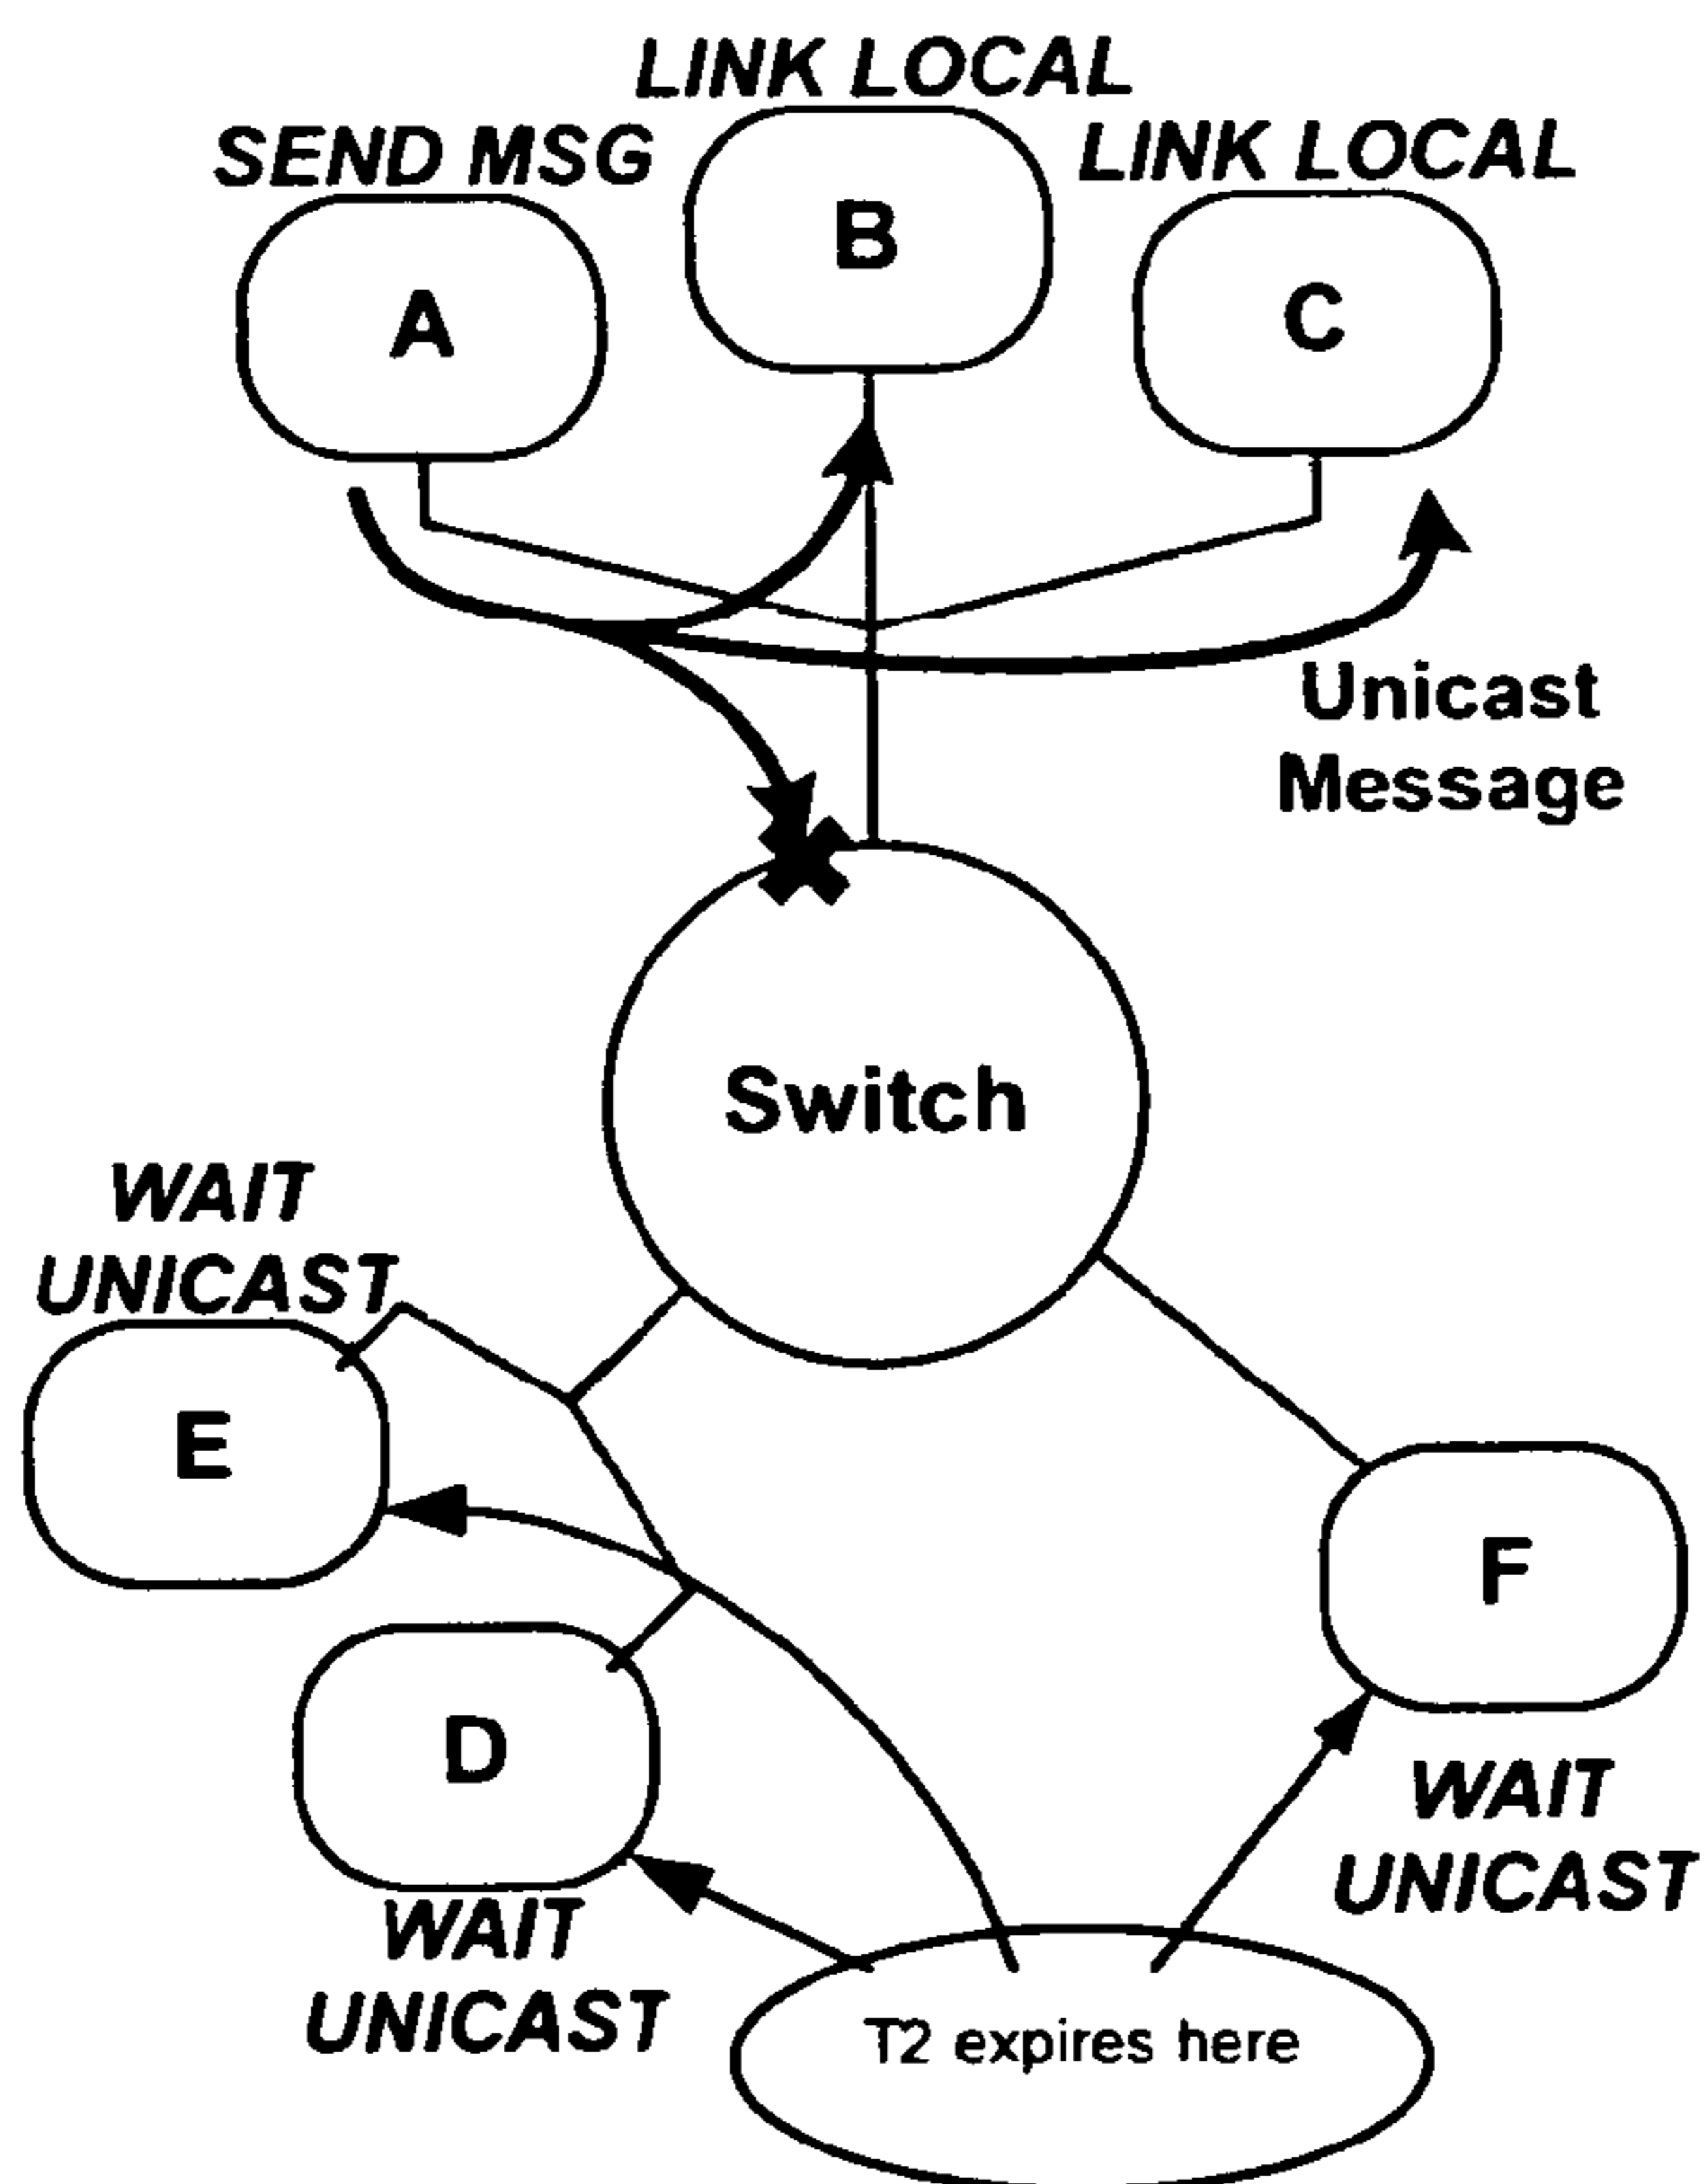 LINK LOCAL
SEND MSG
LINK LOCAL
B
A
C
Unicast
Message
Switch
WAIT
UNICAST
E
F
D
WAIT
UNICAST
WAIT
UNICAST
T2 expires here